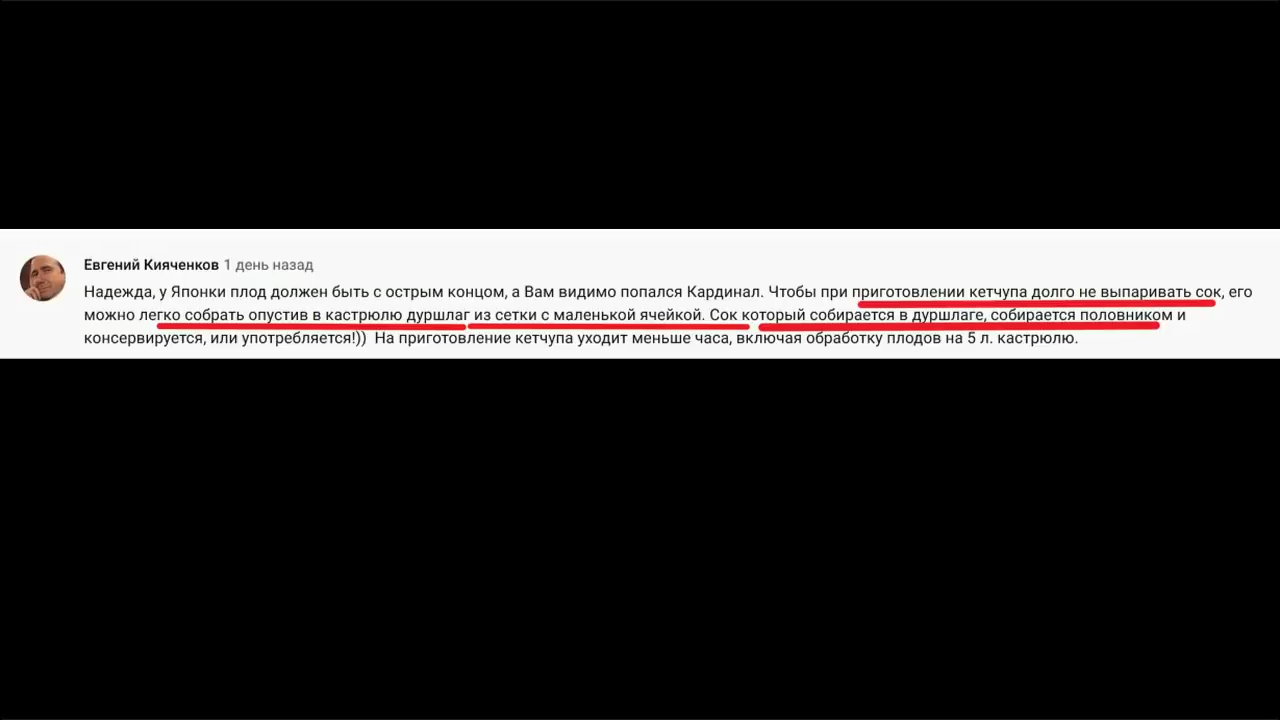 Евгений Кияченков 1 день назад
Надежда, у Японки плод должен быть с острым концом, а Вам видимо попался Кардинал. Чтобы при приготовлении кетчупа долго не выпаривать сок, его
можно легко собрать опустив в кастрюлю дуршлаг из сетки с маленькой ячейкой. Сок который собирается в дуршлаге, собирается половником и
консервируется, или употребляется!)) На приготовление кетчупа уходит меньше часа, включая обработку плодов на 5 л. кастрюлю.